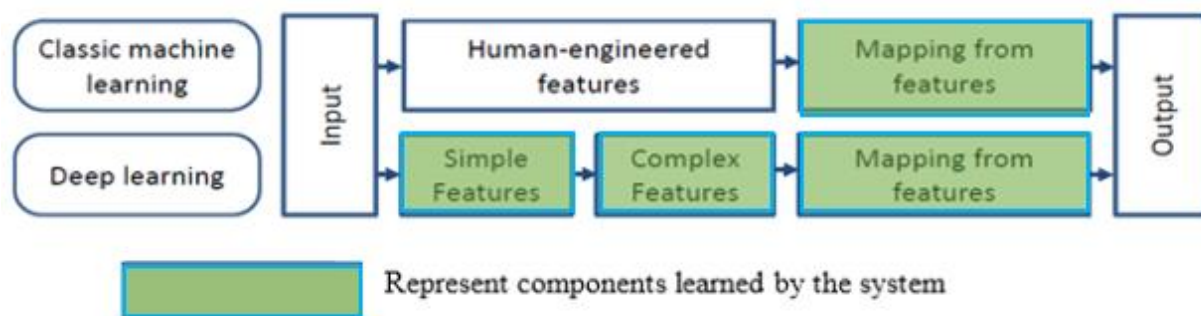 Classic machine
learning
Deep learning
Input
Human-engineered
features
Mapping from
features
Simple
Features
Complex
Features
Mapping from
features
Output
Represent components learned by the system